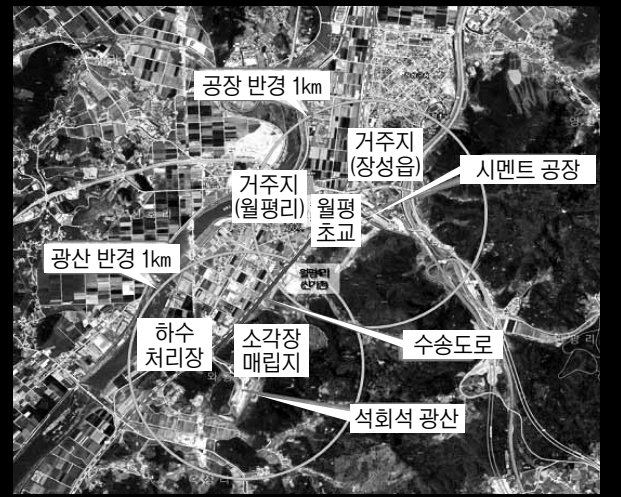 공장 반경 1km
거주지
(장성읍)
시멘트 공장
거주지
(월평리)
월평
초교
광산 반경 1km
하수
처리장
소각장
매립지
수송도로
석회석 광산